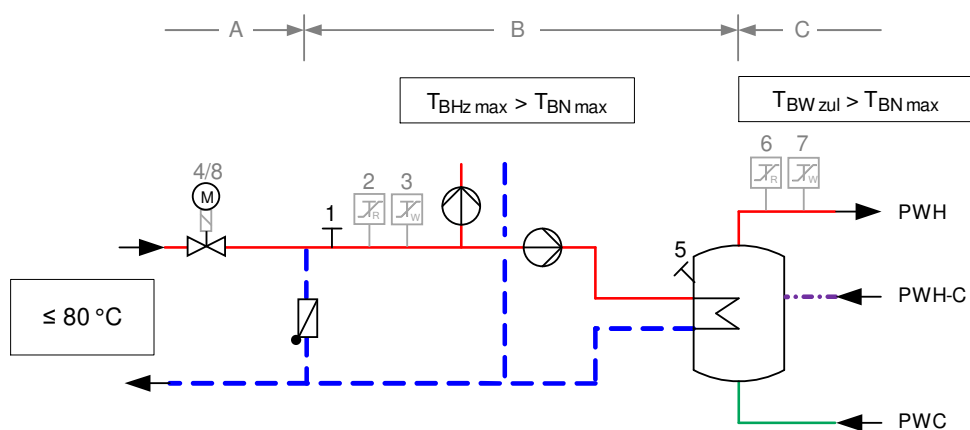 A B C
T_BHz max > T_BN max
T_BW zul > T_BN max
4/8 2 3 6 7
M R W R W
1
PWH
5
PWH-C
≤ 80 °C
PWC